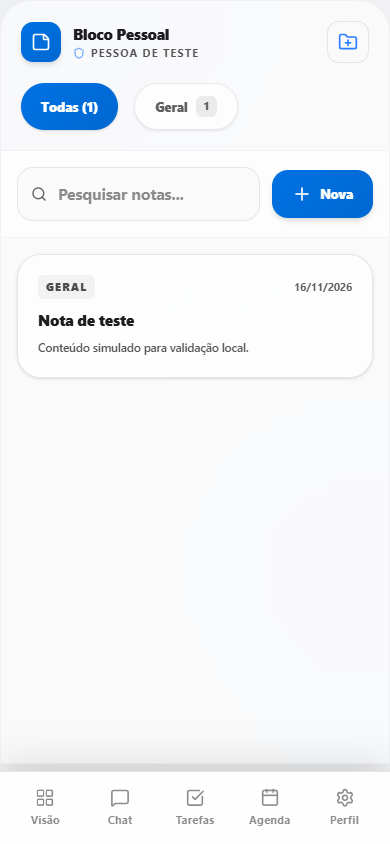 Bloco Pessoal
PESSOA DE TESTE
Todas (1)
Geral 1
Pesquisar notas...
Nova
GERAL 16/11/2026
Nota de teste
Conteúdo simulado para validação local.
Visão Chat Tarefas Agenda Perfil